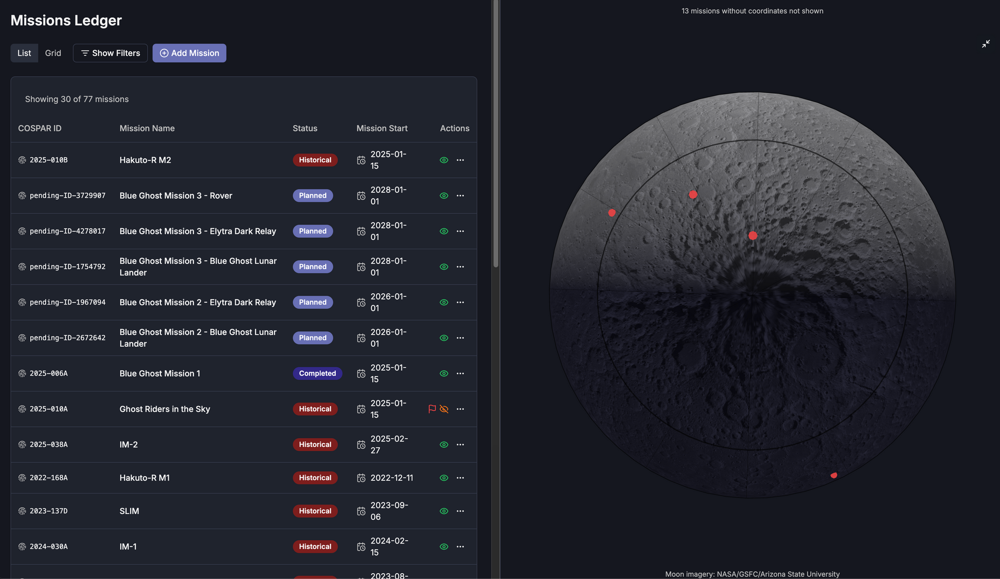 Missions Ledger
List
Grid
Show Filters
Add Mission
Showing 30 of 77 missions
COSPAR ID Mission Name Status Mission Start Actions
2025-010B Hakuto-R M2 Historical 2025-01-
15
pending-ID-3729907 Blue Ghost Mission 3 - Rover Planned 2028-01-
01
pending-ID-4278017 Blue Ghost Mission 3 - Elytra Dark Relay Planned 2028-01-
01
pending-ID-1754792 Blue Ghost Mission 3 - Blue Ghost Lunar
Lander Planned 2028-01-
01
pending-ID-1967094 Blue Ghost Mission 2 - Elytra Dark Relay Planned 2026-01-
01
pending-ID-2672642 Blue Ghost Mission 2 - Blue Ghost Lunar
Lander Planned 2026-01-
01
2025-006A Blue Ghost Mission 1 Completed 2025-01-
15
2025-010A Ghost Riders in the Sky Historical 2025-01-
15
2025-038A IM-2 Historical 2025-02-
27
2022-168A Hakuto-R M1 Historical 2022-12-11
2023-137D SLIM Historical 2023-09-
06
2024-030A IM-1 Historical 2024-02-
15
2023-08-
13 missions without coordinates not shown
Moon imagery: NASA/GSFC/Arizona State University